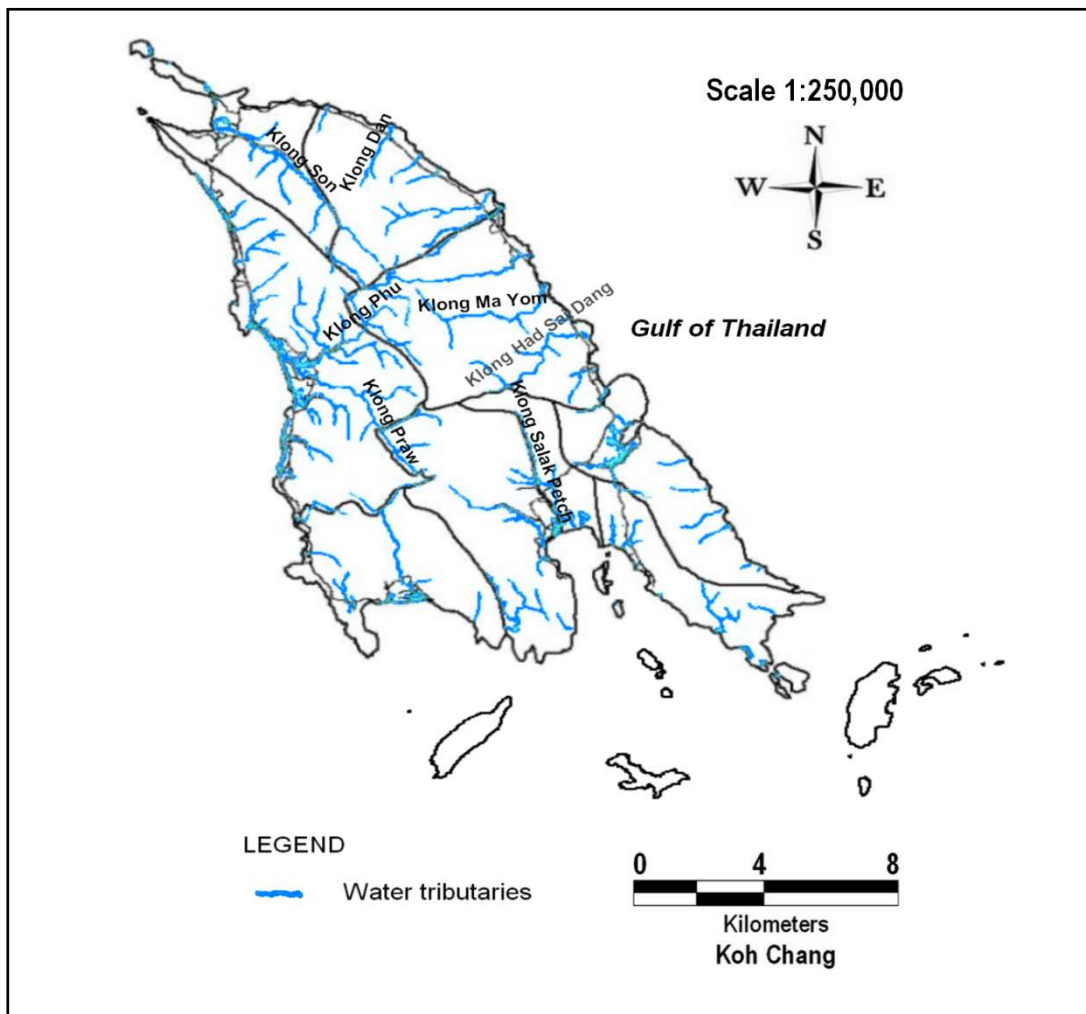 Scale 1:250,000
N
W E
S
Klong Son
Klong Dan
Klong Phu
Klong Ma Yom
Klong Had Sai Dang
Gulf of Thailand
Klong Praw
Klong Salak Petch
LEGEND
Water tributaries
0 4 8
Kilometers
Koh Chang